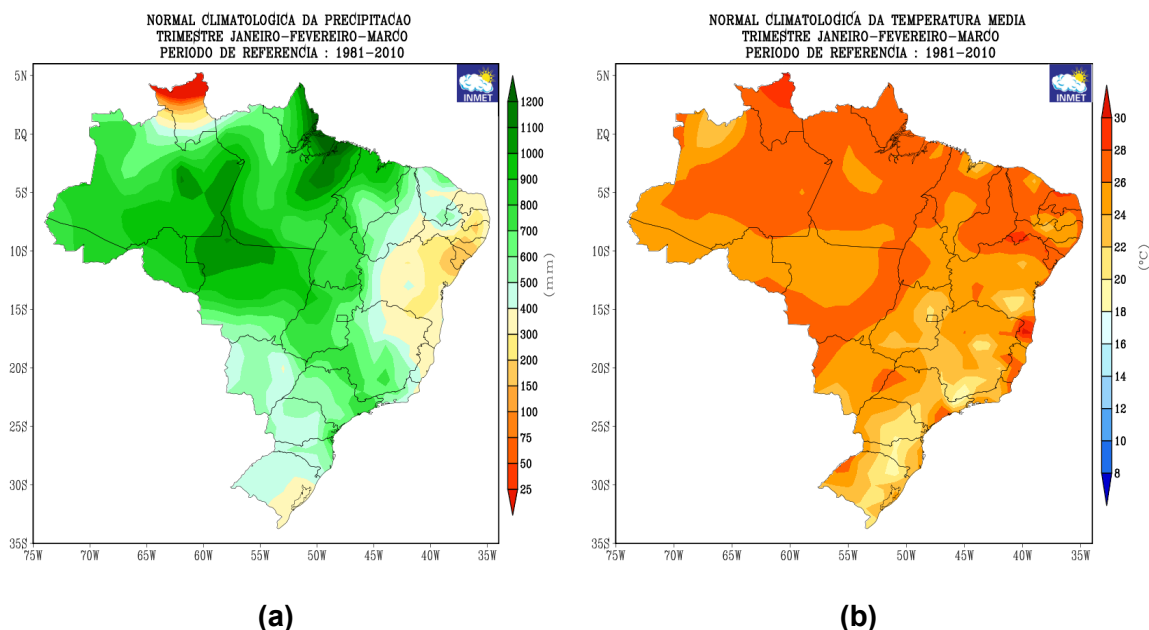 NORMAL CLIMATOLOGICA DA PRECIPITACAO
TRIMESTRE JANEIRO-FEVEREIRO-MARCO
PERIODO DE REFERENCIA : 1981-2010
5N
EQ
5S
10S
15S
20S
25S
30S
35S
75W
70W
65W
60W
55W
50W
45W
40W
35W
INMET
1200
1100
1000
900
800
700
600
500
400
300
200
150
100
75
50
25
(mm)
(a)
NORMAL CLIMATOLOGICA DA TEMPERATURA MEDIA
TRIMESTRE JANEIRO-FEVEREIRO-MARCO
PERIODO DE REFERENCIA : 1981-2010
5N
EQ
5S
10S
15S
20S
25S
30S
35S
75W
70W
65W
60W
55W
50W
45W
40W
35W
INMET
30
28
26
24
22
20
18
16
14
12
10
8
(°C)
(b)